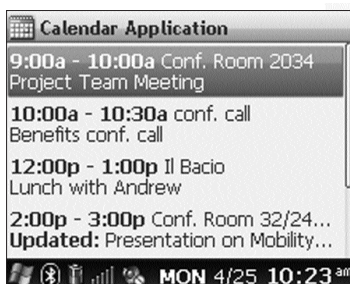 Calendar Application
9:00a - 10:00a Conf. Room 2034
Project Team Meeting
10:00a - 10:30a conf. call
Benefits conf. call
12:00p - 1:00p Il Bacio
Lunch with Andrew
2:00p - 3:00p Conf. Room 32/24...
Updated: Presentation on Mobility...
MON 4/25 10:23 am